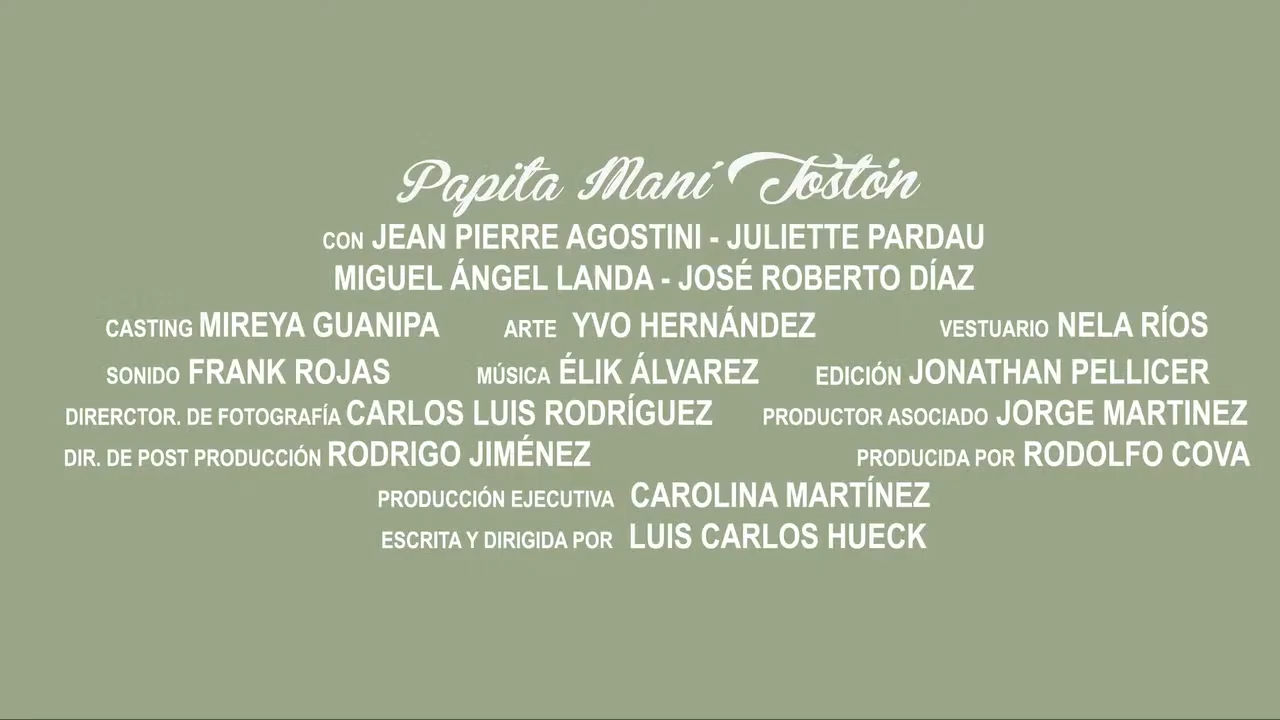 Papita Maní Tostón
CON JEAN PIERRE AGOSTINI - JULIETTE PARDAU
MIGUEL ÁNGEL LANDA - JOSÉ ROBERTO DÍAZ
CASTING MIREYA GUANIPA ARTE YVO HERNÁNDEZ VESTUARIO NELA RÍOS
SONIDO FRANK ROJAS MÚSICA ÉLIK ÁLVAREZ EDICIÓN JONATHAN PELLICER
DIRERCTOR. DE FOTOGRAFÍA CARLOS LUIS RODRÍGUEZ PRODUCTOR ASOCIADO JORGE MARTINEZ
DIR. DE POST PRODUCCIÓN RODRIGO JIMÉNEZ PRODUCIDA POR RODOLFO COVA
PRODUCCIÓN EJECUTIVA CAROLINA MARTÍNEZ
ESCRITA Y DIRIGIDA POR LUIS CARLOS HUECK